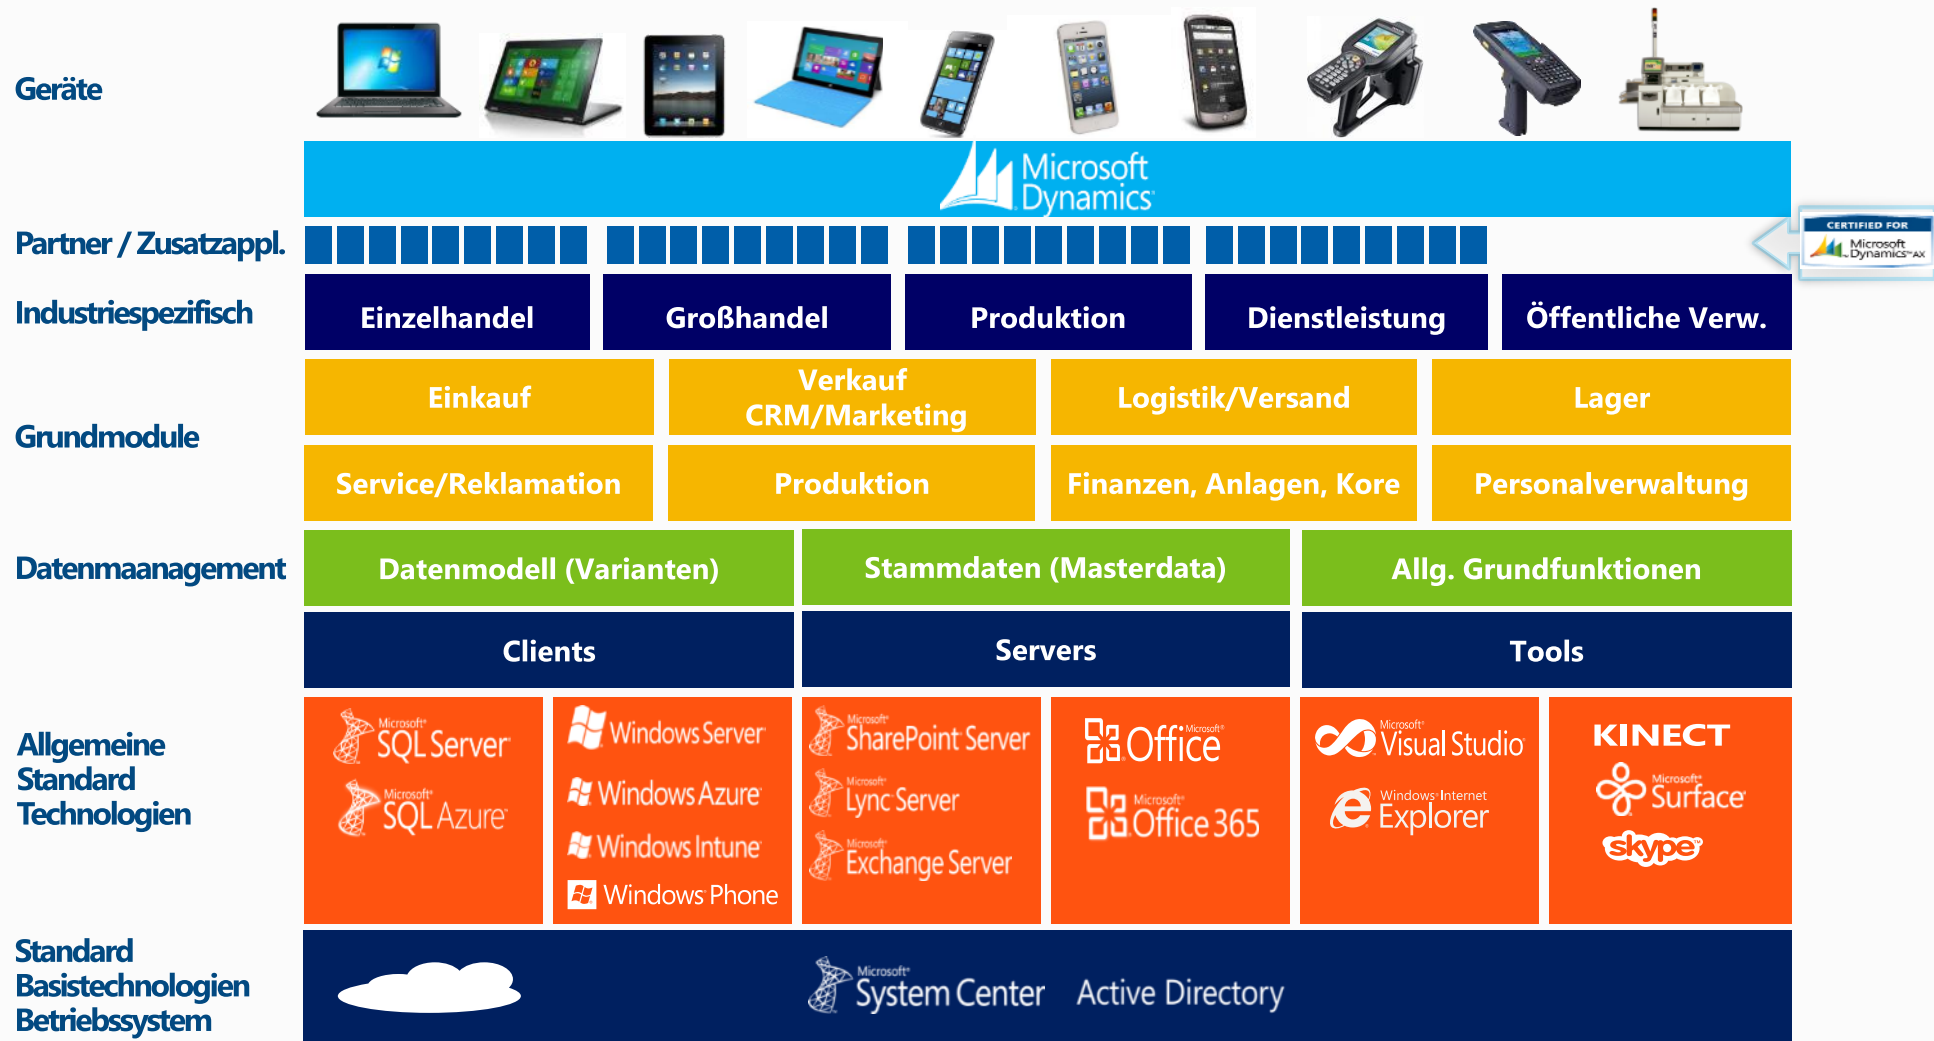 Geräte
Microsoft
Dynamics
Partner / Zusatzappl.
CERTIFIED FOR
Microsoft
Dynamics™ AX
Industriespezifisch
Einzelhandel
Großhandel
Produktion
Dienstleistung
Öffentliche Verw.
Grundmodule
Einkauf
Verkauf
CRM/Marketing
Logistik/Versand
Lager
Service/Reklamation
Produktion
Finanzen, Anlagen, Kore
Personalverwaltung
Datenmaanagement
Datenmodell (Varianten)
Stammdaten (Masterdata)
Allg. Grundfunktionen
Clients
Servers
Tools
Allgemeine
Standard
Technologien
Microsoft®
SQL Server
Microsoft®
SQL Azure
Windows Server
Windows Azure
Windows Intune
Windows Phone
Microsoft®
SharePoint Server
Microsoft®
Lync Server
Microsoft®
Exchange Server
Microsoft®
Office
Microsoft®
Office 365
Microsoft®
Visual Studio
Windows Internet
Explorer
KINECT
Microsoft®
Surface
skype™
Standard
Basistechnologien
Betriebssystem
Microsoft®
System Center
Active Directory